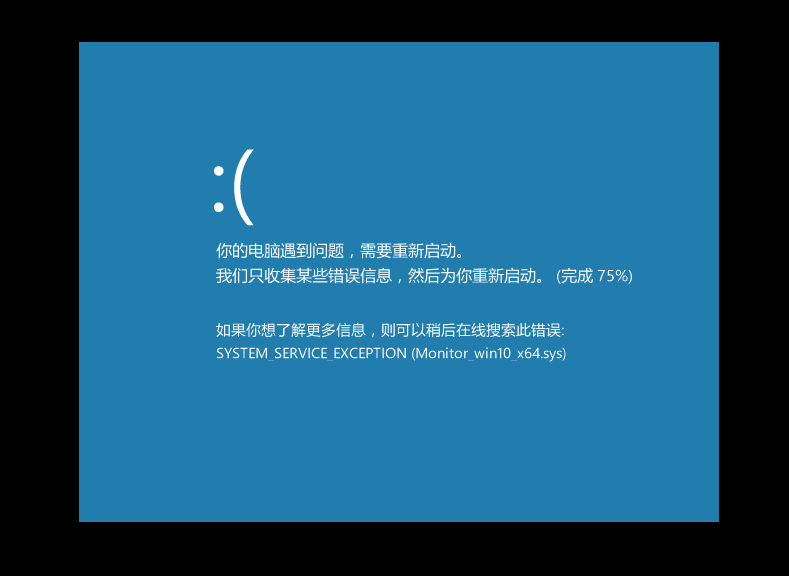 :(
你的电脑遇到问题，需要重新启动。
我们只收集某些错误信息，然后为你重新启动。 (完成 75%)
如果你想了解更多信息，则可以稍后在线搜索此错误:
SYSTEM_SERVICE_EXCEPTION (Monitor_win10_x64.sys)